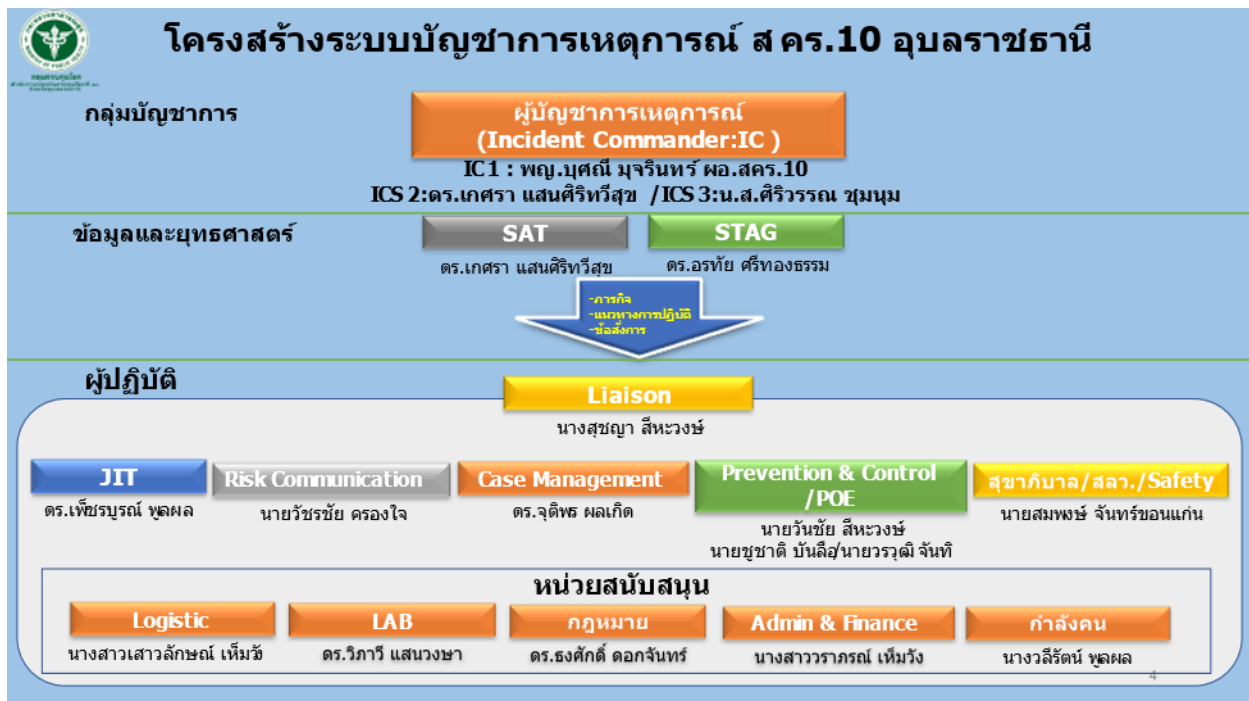 โครงสร้างระบบบัญชาการเหตุการณ์ สคร.10 อุบลราชธานี
กรมควบคุมโรค
กลุ่มบัญชาการ
ผู้บัญชาการเหตุการณ์
(Incident Commander:IC )
IC1 : พญ.บุศณี มุจรินทร์ ผอ.สคร.10
ICS 2:ดร.เกศรา แสนศิริทวีสุข /ICS 3:น.ส.ศิริวรรณ ชุมนุม
ข้อมูลและยุทธศาสตร์
SAT
STAG
ดร.เกศรา แสนศิริทวีสุข
ดร.อรทัย ศรีทองธรรม
-ภารกิจ
-แนวทางการปฏิบัติ
-ข้อสั่งการ
ผู้ปฏิบัติ
Liaison
นางสุชญา สีหะวงษ์
JIT
ดร.เพ็ชรบูรณ์ พูลผล
Risk Communication
นายวัชรชัย ครองใจ
Case Management
ดร.จุติพร ผลเกิด
Prevention & Control
/POE
นายวันชัย สีหะวงษ์
นายชูชาติ บันลือ/นายวรวุฒิ จันทิ
สุขาภิบาล/สลว./Safety
นายสมพงษ์ จันทร์ขอนแก่น
หน่วยสนับสนุน
Logistic
นางสาวเสาวลักษณ์ เห็มวั
LAB
ดร.วิภาวี แสนวงษา
กฎหมาย
ดร.ธงศักดิ์ ดอกจันทร์
Admin & Finance
นางสาววราภรณ์ เห็มวัง
กำลังคน
นางวลีรัตน์ พูลผล
4